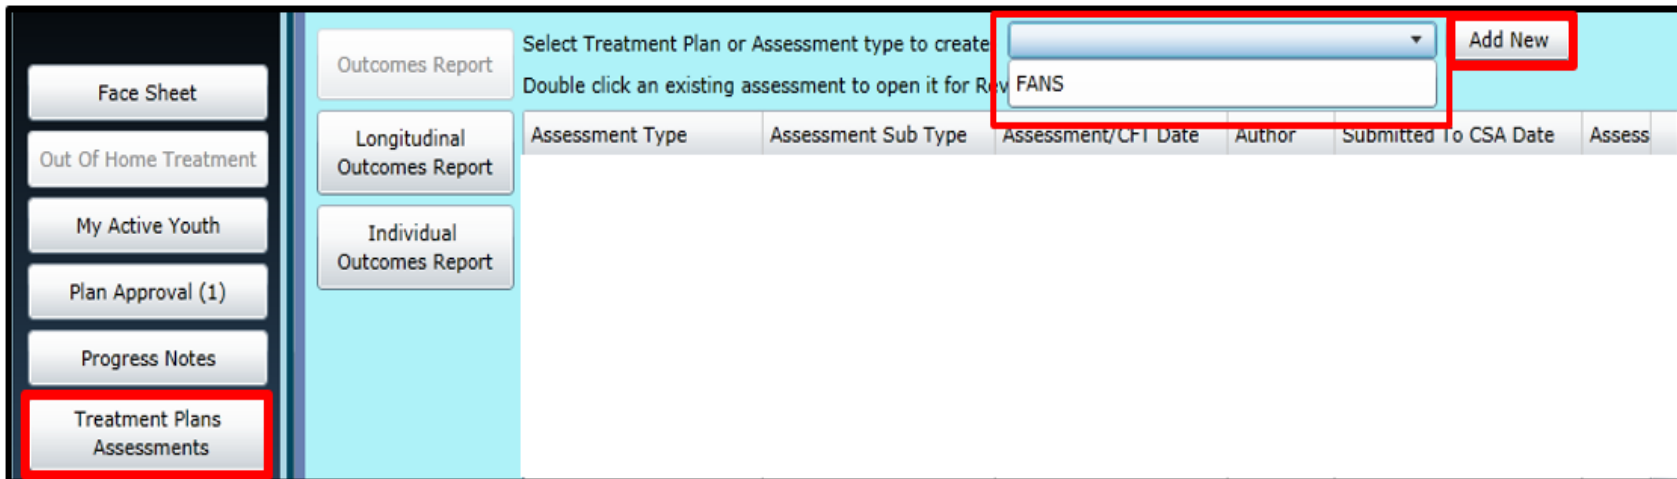 Face Sheet
Out Of Home Treatment
My Active Youth
Plan Approval (1)
Progress Notes
Treatment Plans
Assessments
Outcomes Report
Longitudinal
Outcomes Report
Individual
Outcomes Report
Select Treatment Plan or Assessment type to create
Add New
Double click an existing assessment to open it for Rev
FANS
Assessment Type
Assessment Sub Type
Assessment/CFT Date
Author
Submitted To CSA Date
Assess